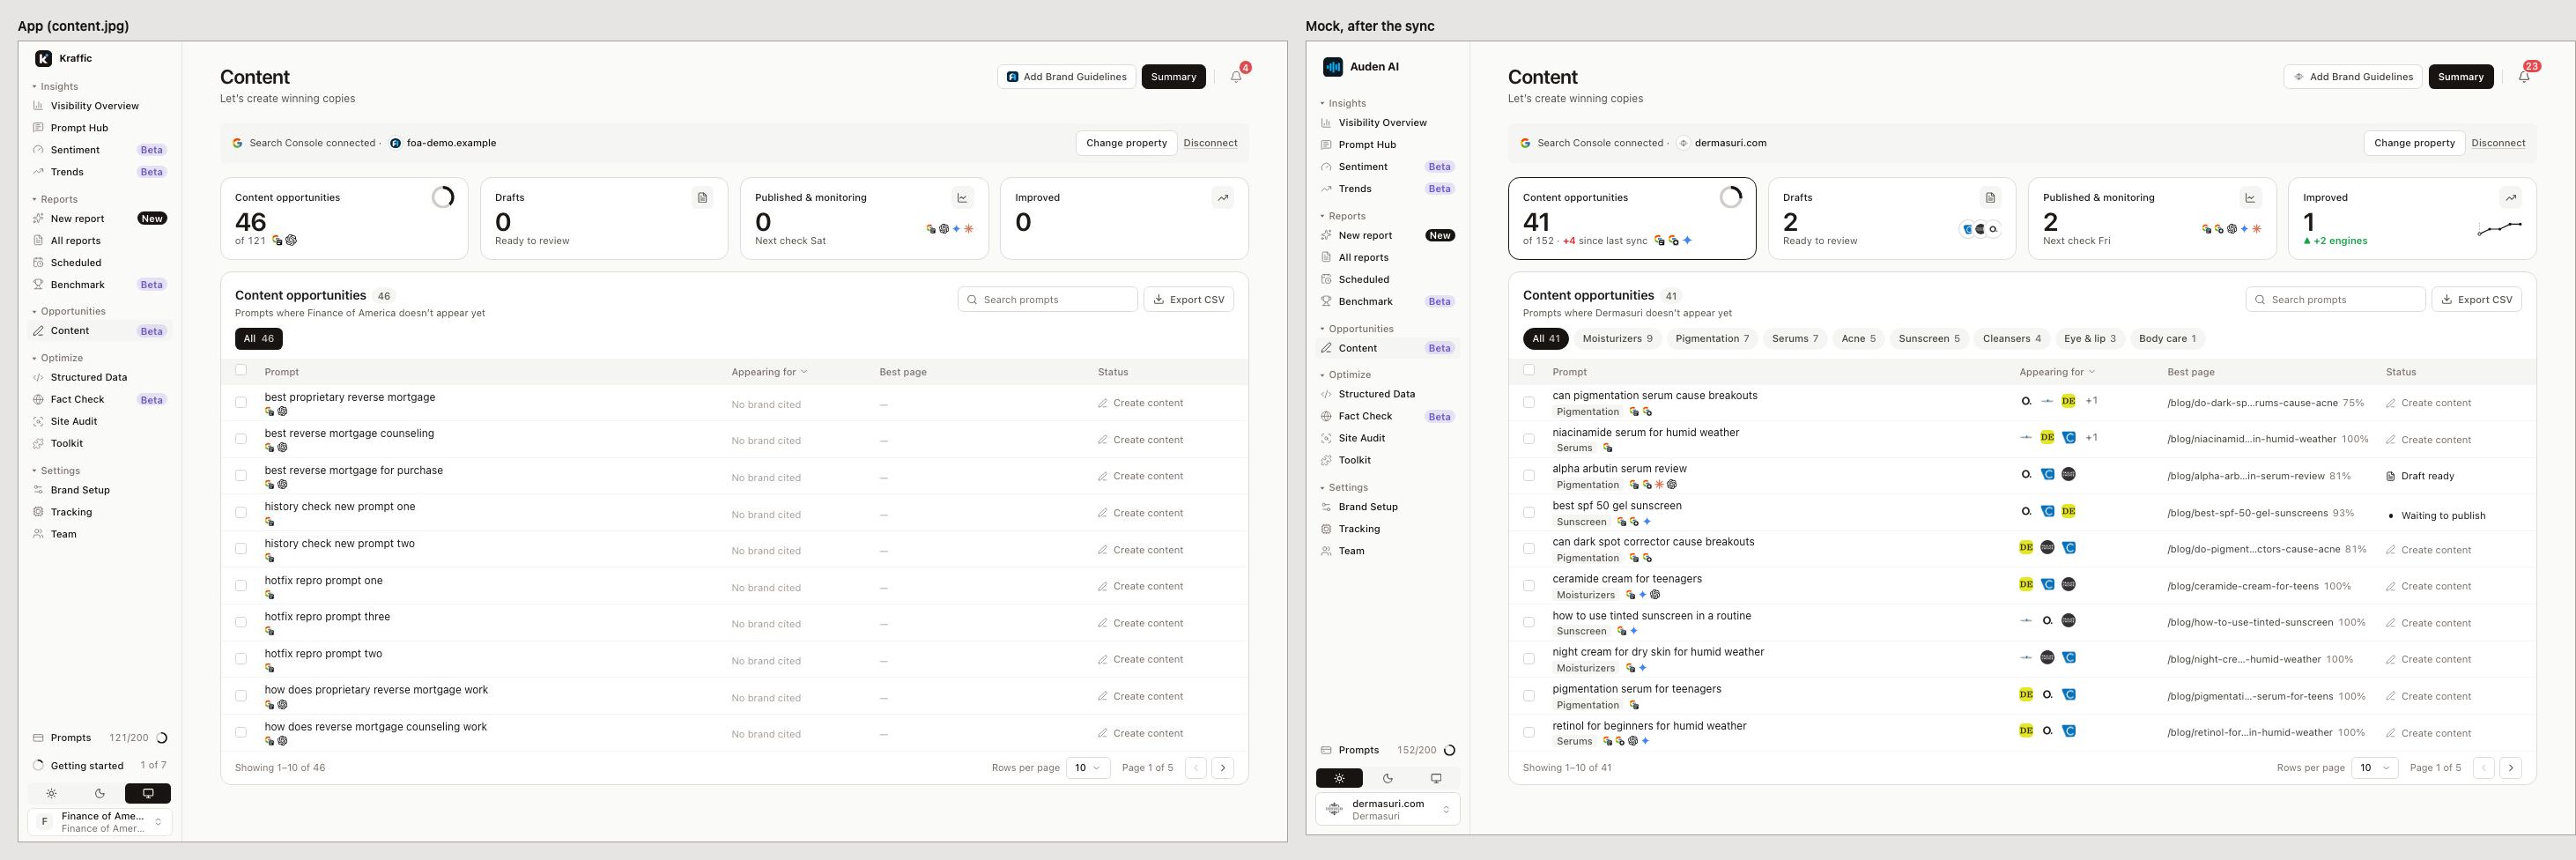 App (content.jpg)
Kraffic
Insights
Visibility Overview
Prompt Hub
Sentiment Beta
Trends Beta
Reports
New report New
All reports
Scheduled
Benchmark Beta
Opportunities
Content Beta
Optimize
Structured Data
Fact Check Beta
Site Audit
Toolkit
Settings
Brand Setup
Tracking
Team
Prompts 121/200
Getting started 1 of 7
F Finance of Ame...
Finance of Amer...
Content
Let's create winning copies
Add Brand Guidelines
Summary
4
Search Console connected · foa-demo.example
Change property
Disconnect
Content opportunities
46
of 121
Drafts
0
Ready to review
Published & monitoring
0
Next check Sat
Improved
0
Content opportunities 46
Prompts where Finance of America doesn't appear yet
Search prompts
Export CSV
All 46
Prompt Appearing for Best page Status
best proprietary reverse mortgage No brand cited — Create content
best reverse mortgage counseling No brand cited — Create content
best reverse mortgage for purchase No brand cited — Create content
history check new prompt one No brand cited — Create content
history check new prompt two No brand cited — Create content
hotfix repro prompt one No brand cited — Create content
hotfix repro prompt three No brand cited — Create content
hotfix repro prompt two No brand cited — Create content
how does proprietary reverse mortgage work No brand cited — Create content
how does reverse mortgage counseling work No brand cited — Create content
Showing 1–10 of 46 Rows per page 10 Page 1 of 5
Mock, after the sync
Auden AI
Insights
Visibility Overview
Prompt Hub
Sentiment Beta
Trends Beta
Reports
New report New
All reports
Scheduled
Benchmark Beta
Opportunities
Content Beta
Optimize
Structured Data
Fact Check Beta
Site Audit
Toolkit
Settings
Brand Setup
Tracking
Team
Prompts 152/200
dermasuri.com
Dermasuri
Content
Let's create winning copies
Add Brand Guidelines
Summary
23
Search Console connected · dermasuri.com
Change property
Disconnect
Content opportunities
41
of 152 · +4 since last sync
Drafts
2
Ready to review
Published & monitoring
2
Next check Fri
Improved
1
▲ +2 engines
Content opportunities 41
Prompts where Dermasuri doesn't appear yet
Search prompts
Export CSV
All 41 Moisturizers 9 Pigmentation 7 Serums 7 Acne 5 Sunscreen 5 Cleansers 4 Eye & lip 3 Body care 1
Prompt Appearing for Best page Status
can pigmentation serum cause breakouts O. DE +1 /blog/do-dark-sp...rums-cause-acne 75% Create content
Pigmentation
niacinamide serum for humid weather DE +1 /blog/niacinamid...in-humid-weather 100% Create content
Serums
alpha arbutin serum review O. /blog/alpha-arb...in-serum-review 81% Draft ready
Pigmentation
best spf 50 gel sunscreen O. DE /blog/best-spf-50-gel-sunscreens 93% Waiting to publish
Sunscreen
can dark spot corrector cause breakouts DE /blog/do-pigment...ctors-cause-acne 81% Create content
Pigmentation
ceramide cream for teenagers DE /blog/ceramide-cream-for-teens 100% Create content
Moisturizers
how to use tinted sunscreen in a routine O. /blog/how-to-use-tinted-sunscreen 100% Create content
Sunscreen
night cream for dry skin for humid weather /blog/night-cre...-humid-weather 100% Create content
Moisturizers
pigmentation serum for teenagers DE O. /blog/pigmentati...-serum-for-teens 100% Create content
Pigmentation
retinol for beginners for humid weather DE O. /blog/retinol-for...in-humid-weather 100% Create content
Serums
Showing 1–10 of 41 Rows per page 10 Page 1 of 5